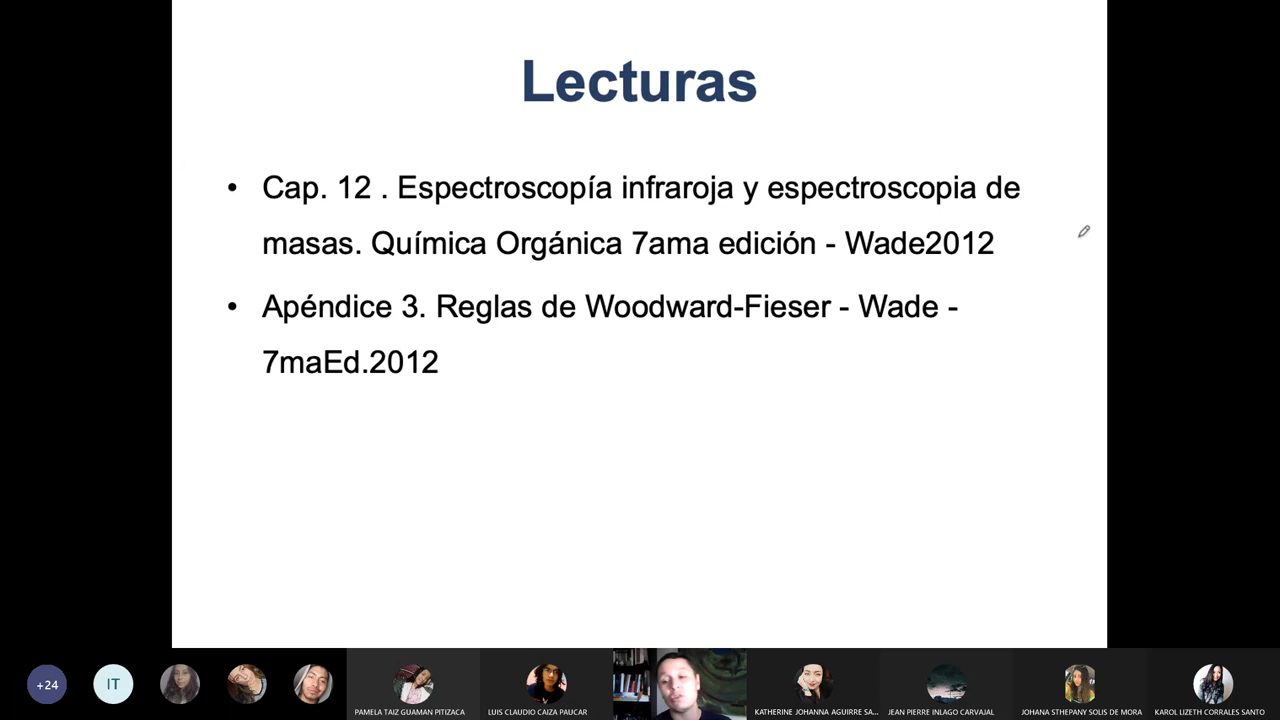 Lecturas
• Cap. 12 . Espectroscopía infraroja y espectroscopia de
masas. Química Orgánica 7ama edición - Wade2012
• Apéndice 3. Reglas de Woodward-Fieser - Wade -
7maEd.2012
+24
IT
PAMELA TAIZ GUAMAN PITIZACA
LUIS CLAUDIO CAIZA PAUCAR
KATHERINE JOHANNA AGUIRRE SA...
JEAN PIERRE INLAGO CARVAJAL
JOHANA STHEPANY SOLIS DE MORA
KAROL LIZETH CORRALES SANTO